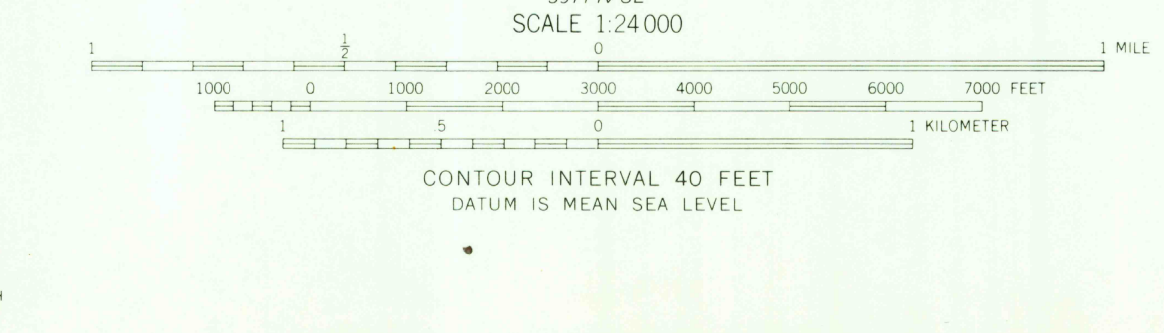 SCALE 1:24 000
1 ½ 0 1 MILE
1000 0 1000 2000 3000 4000 5000 6000 7000 FEET
1 .5 0 1 KILOMETER
CONTOUR INTERVAL 40 FEET
DATUM IS MEAN SEA LEVEL